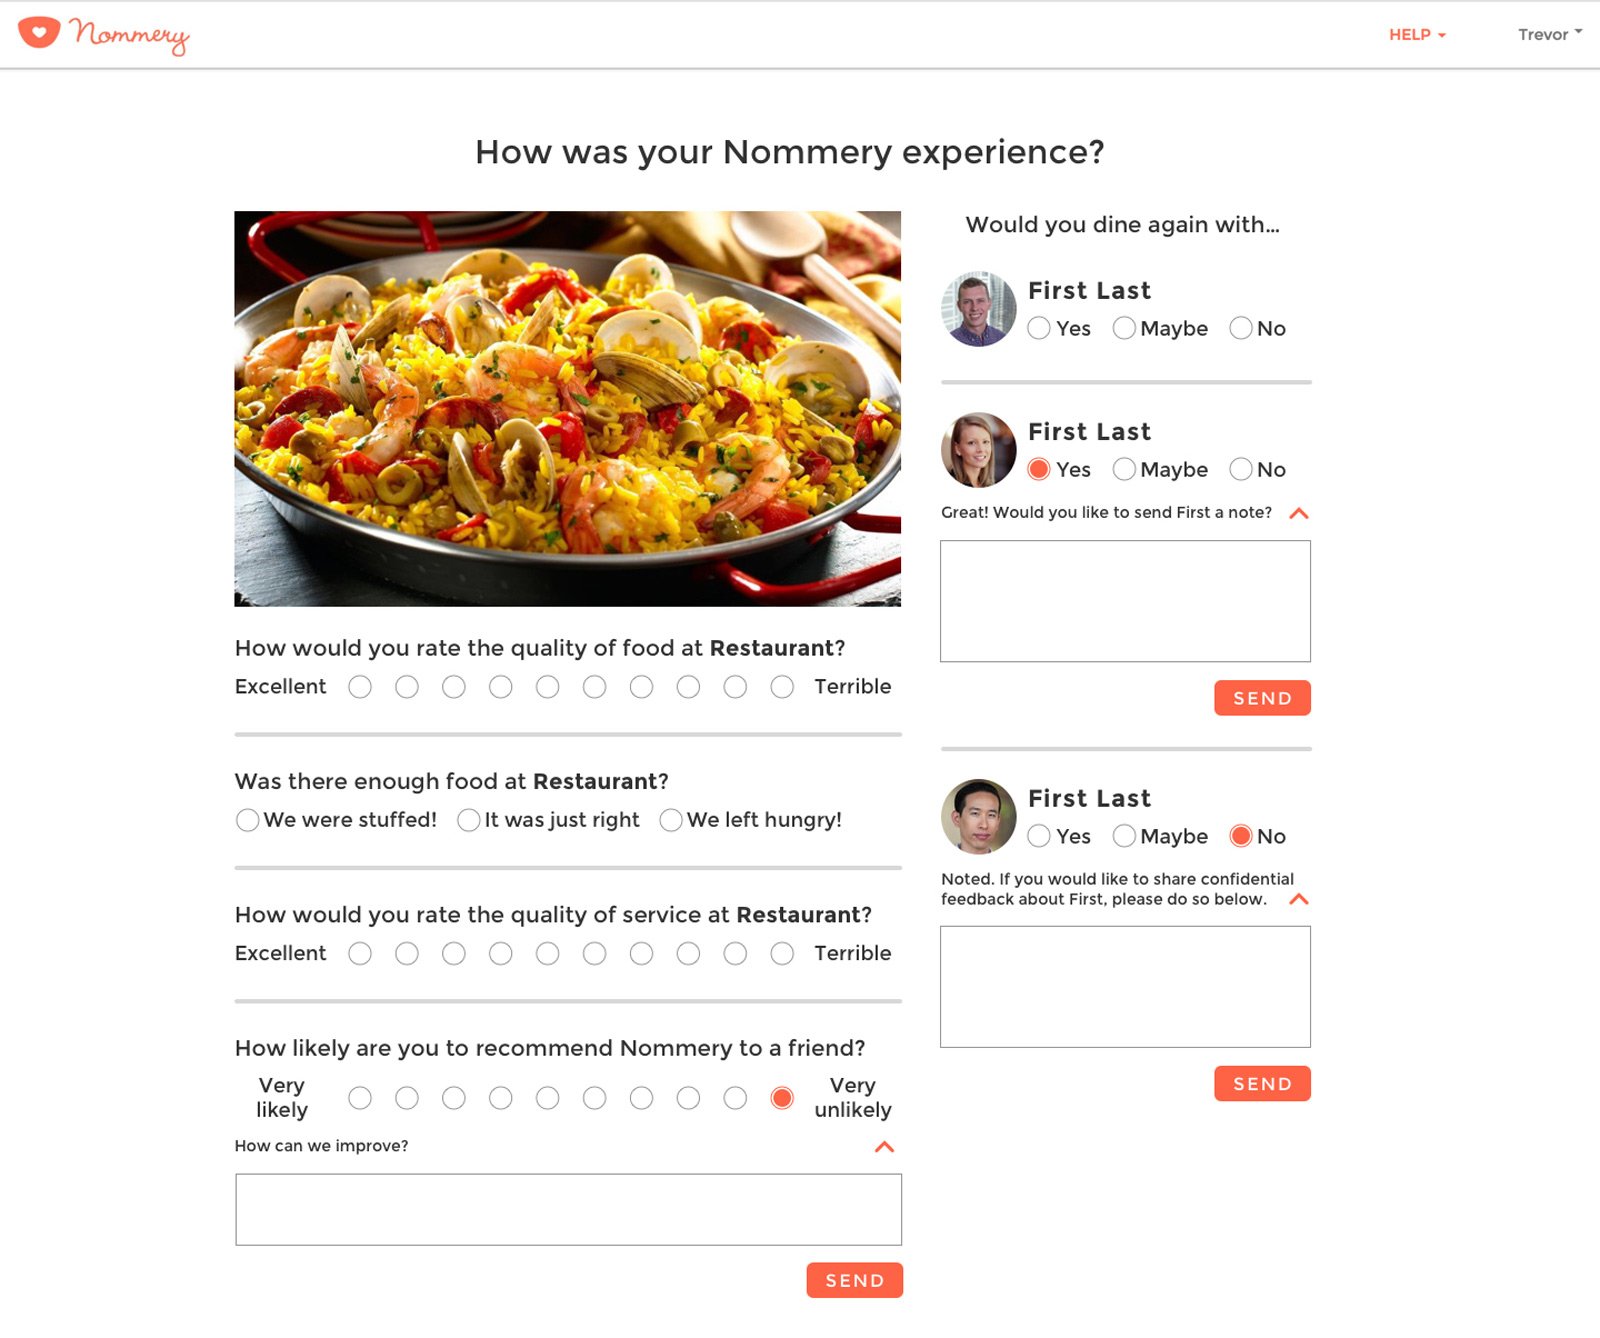 Nommery
HELP
Trevor
How was your Nommery experience?
How would you rate the quality of food at Restaurant?
Excellent Terrible
Was there enough food at Restaurant?
We were stuffed! It was just right We left hungry!
How would you rate the quality of service at Restaurant?
Excellent Terrible
How likely are you to recommend Nommery to a friend?
Very
likely
Very
unlikely
How can we improve?
SEND
Would you dine again with...
First Last
Yes Maybe No
First Last
Yes Maybe No
Great! Would you like to send First a note?
SEND
First Last
Yes Maybe No
Noted. If you would like to share confidential
feedback about First, please do so below.
SEND